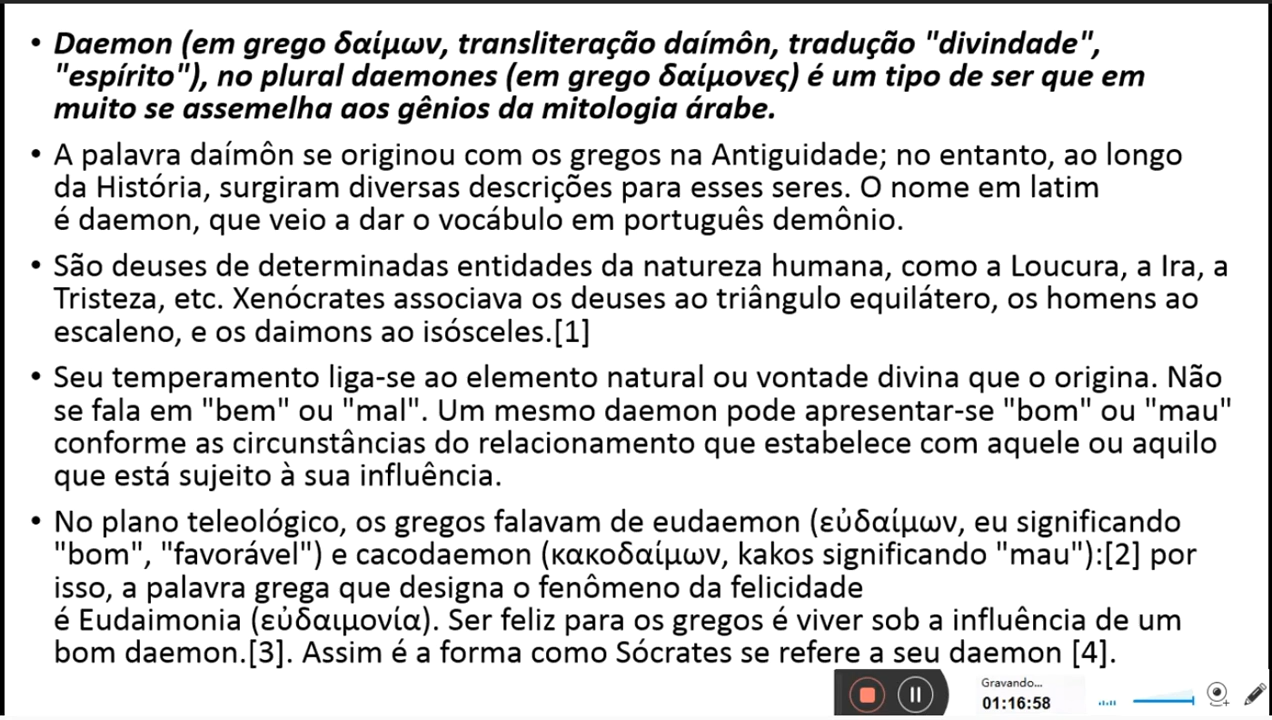 • Daemon (em grego δαίμων, transliteração daímôn, tradução "divindade",
"espírito"), no plural daemones (em grego δαίμονες) é um tipo de ser que em
muito se assemelha aos gênios da mitologia árabe.
• A palavra daímôn se originou com os gregos na Antiguidade; no entanto, ao longo
da História, surgiram diversas descrições para esses seres. O nome em latim
é daemon, que veio a dar o vocábulo em português demônio.
• São deuses de determinadas entidades da natureza humana, como a Loucura, a Ira, a
Tristeza, etc. Xenócrates associava os deuses ao triângulo equilátero, os homens ao
escaleno, e os daimons ao isósceles.[1]
• Seu temperamento liga-se ao elemento natural ou vontade divina que o origina. Não
se fala em "bem" ou "mal". Um mesmo daemon pode apresentar-se "bom" ou "mau"
conforme as circunstâncias do relacionamento que estabelece com aquele ou aquilo
que está sujeito à sua influência.
• No plano teleológico, os gregos falavam de eudaemon (εὐδαίμων, eu significando
"bom", "favorável") e cacodaemon (κακοδαίμων, kakos significando "mau"):[2] por
isso, a palavra grega que designa o fenômeno da felicidade
é Eudaimonia (εὐδαιμονία). Ser feliz para os gregos é viver sob a influência de um
bom daemon.[3]. Assim é a forma como Sócrates se refere a seu daemon [4].
Gravando...
01:16:58